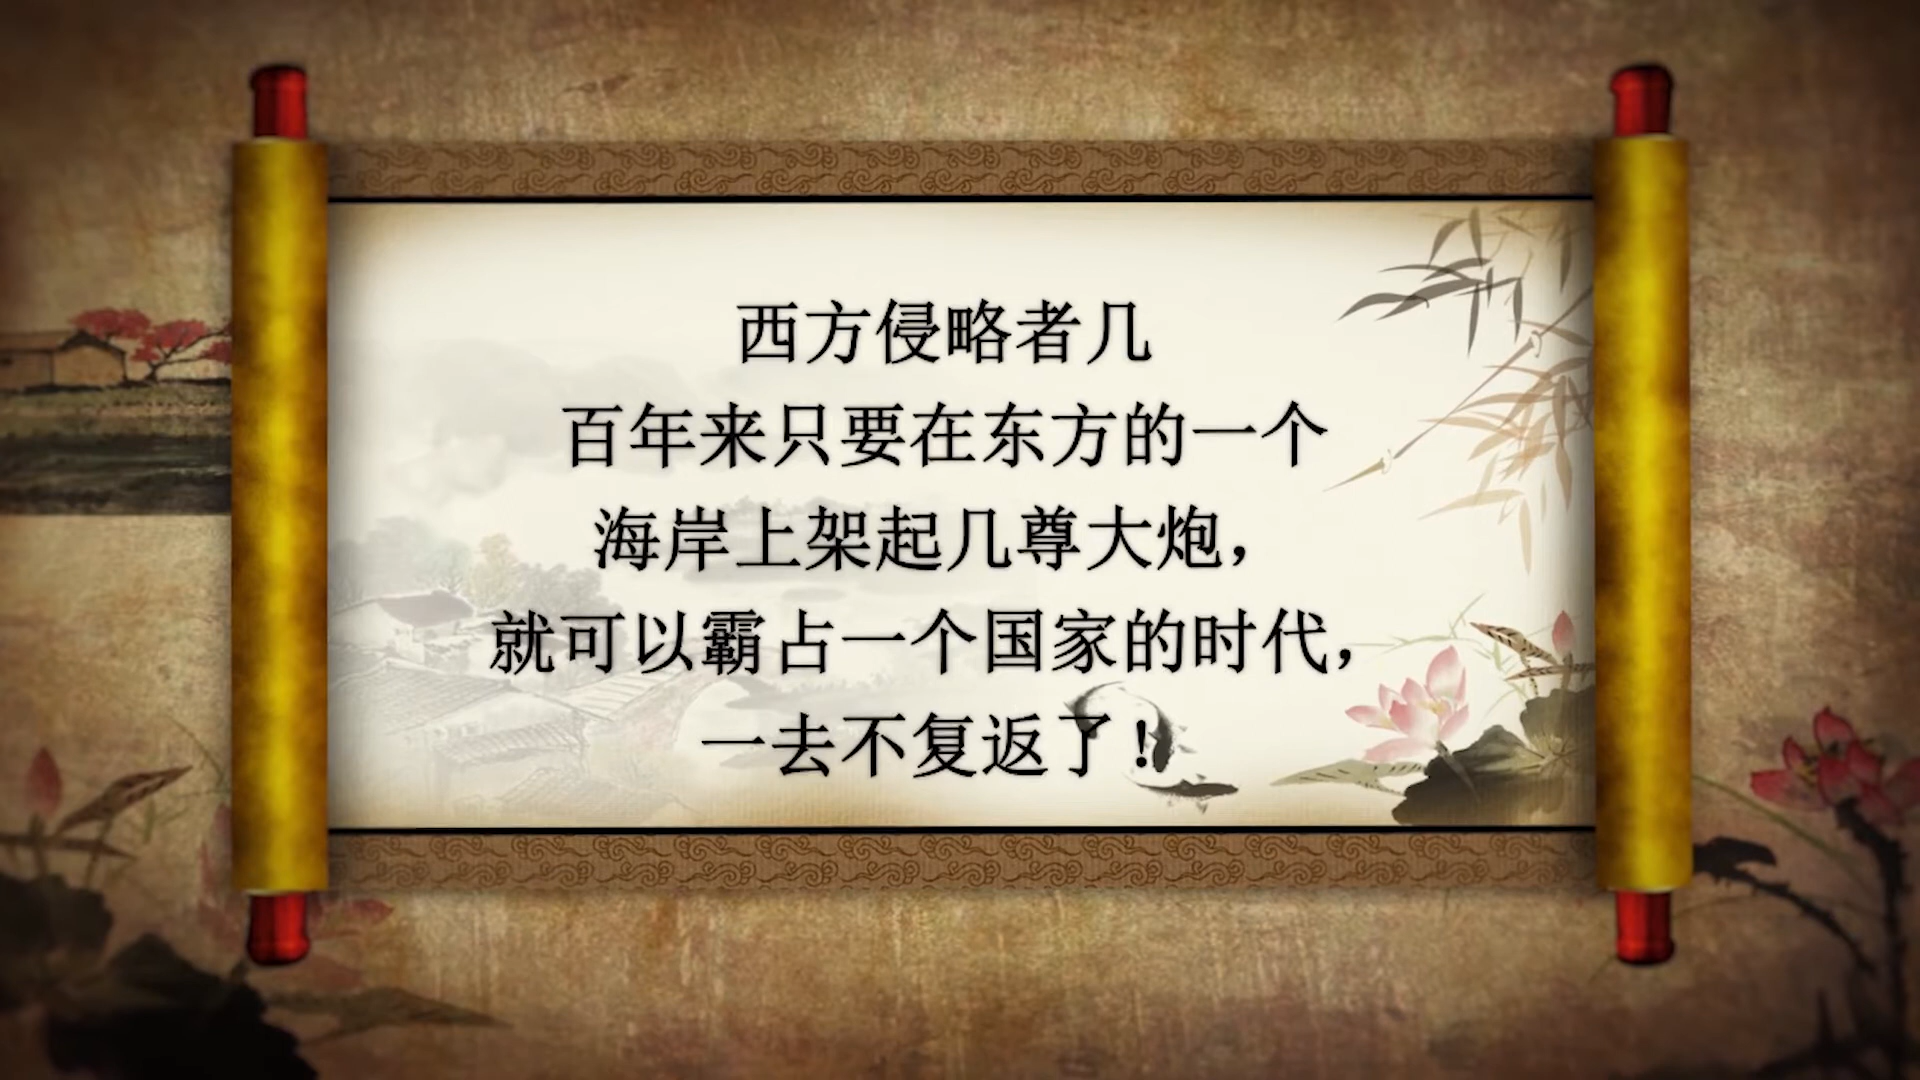 西方侵略者几
百年来只要在东方的一个
海岸上架起几尊大炮，
就可以霸占一个国家的时代，
一去不复返了！